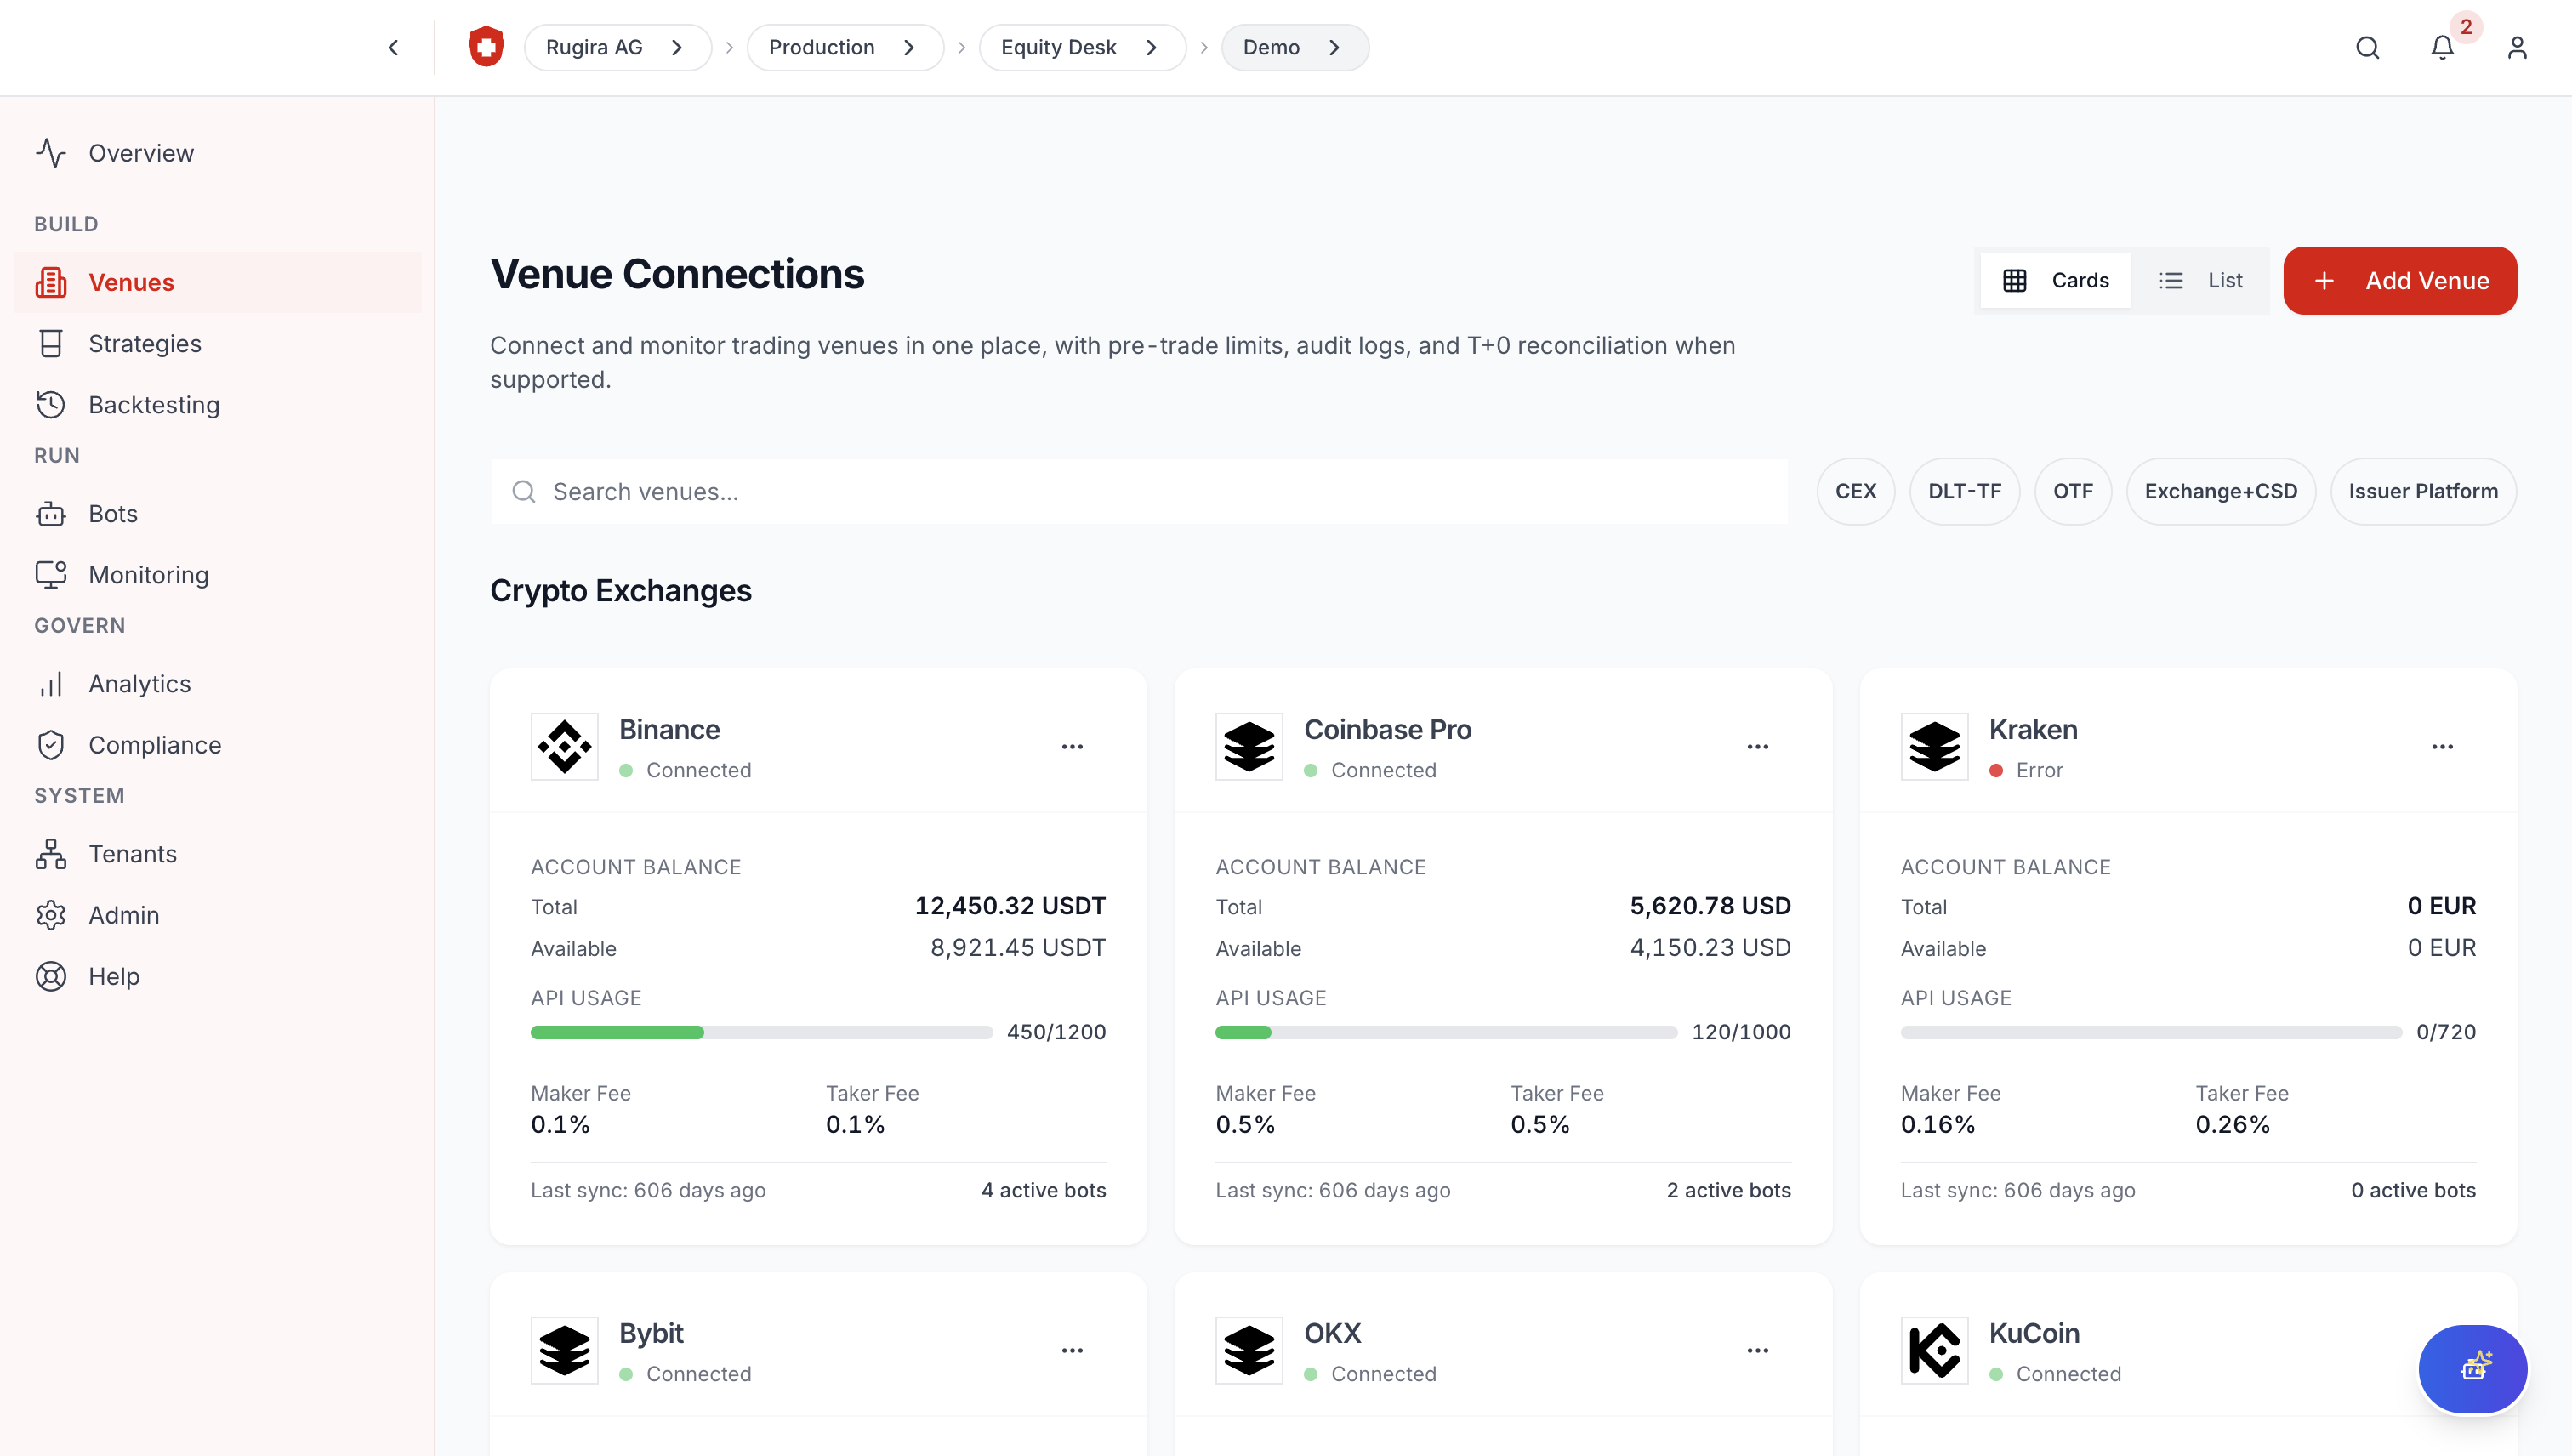 Rugira AG
Production
Equity Desk
Demo
2
Overview
BUILD
Venues
Strategies
Backtesting
RUN
Bots
Monitoring
GOVERN
Analytics
Compliance
SYSTEM
Tenants
Admin
Help
Venue Connections
Cards
List
Add Venue
Connect and monitor trading venues in one place, with pre-trade limits, audit logs, and T+0 reconciliation when
supported.
Search venues...
CEX
DLT-TF
OTF
Exchange+CSD
Issuer Platform
Crypto Exchanges
Binance
Connected
ACCOUNT BALANCE
Total 12,450.32 USDT
Available 8,921.45 USDT
API USAGE
450/1200
Maker Fee Taker Fee
0.1% 0.1%
Last sync: 606 days ago 4 active bots
Coinbase Pro
Connected
ACCOUNT BALANCE
Total 5,620.78 USD
Available 4,150.23 USD
API USAGE
120/1000
Maker Fee Taker Fee
0.5% 0.5%
Last sync: 606 days ago 2 active bots
Kraken
Error
ACCOUNT BALANCE
Total 0 EUR
Available 0 EUR
API USAGE
0/720
Maker Fee Taker Fee
0.16% 0.26%
Last sync: 606 days ago 0 active bots
Bybit
Connected
OKX
Connected
KuCoin
Connected